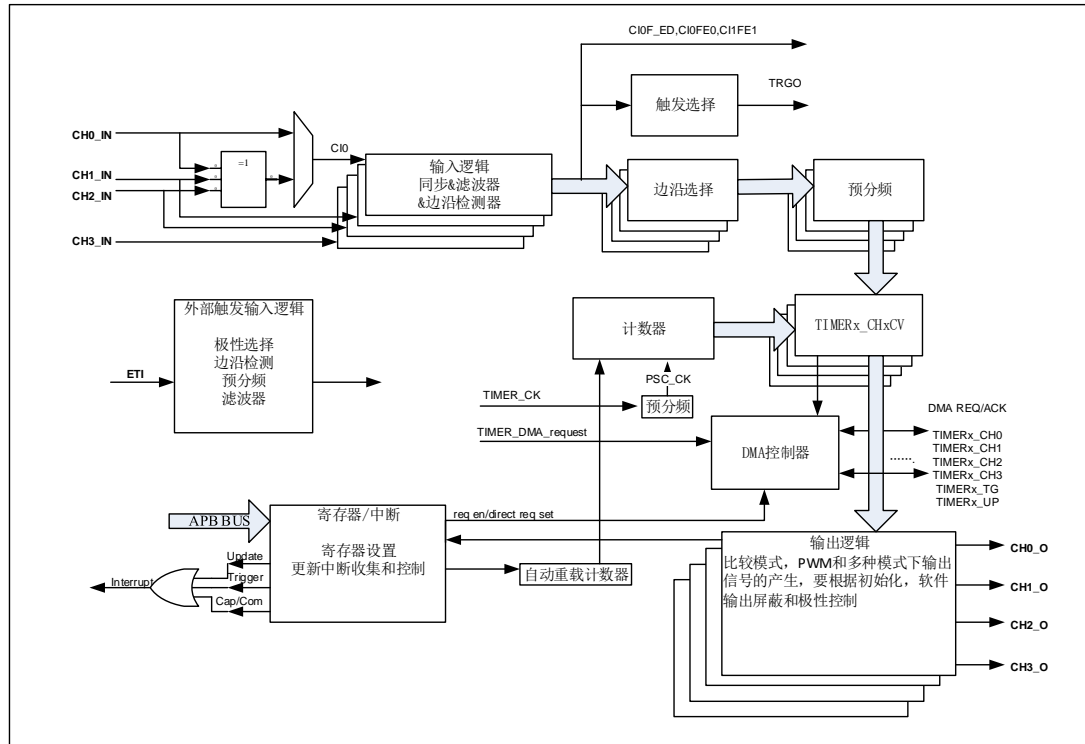 CI0F_ED,CI0FE0,CI1FE1
触发选择
TRGO
CH0_IN
CH1_IN
CH2_IN
CH3_IN
=1
CI0
输入逻辑
同步&滤波器
&边沿检测器
边沿选择
预分频
外部触发输入逻辑
极性选择
边沿检测
预分频
滤波器
ETI
计数器
TIMERx_CHxCV
PSC_CK
TIMER_CK
预分频
TIMER_DMA_request
DMA控制器
DMA REQ/ACK
TIMERx_CH0
TIMERx_CH1
TIMERx_CH2
TIMERx_CH3
TIMERx_TG
TIMERx_UP
…….
APB BUS
寄存器/中断
寄存器设置
更新中断收集和控制
req en/direct req set
Update
Trigger
Cap/Com
Interrupt
自动重载计数器
输出逻辑
比较模式，PWM和多种模式下输出
信号的产生，要根据初始化，软件
输出屏蔽和极性控制
CH0_O
CH1_O
CH2_O
CH3_O